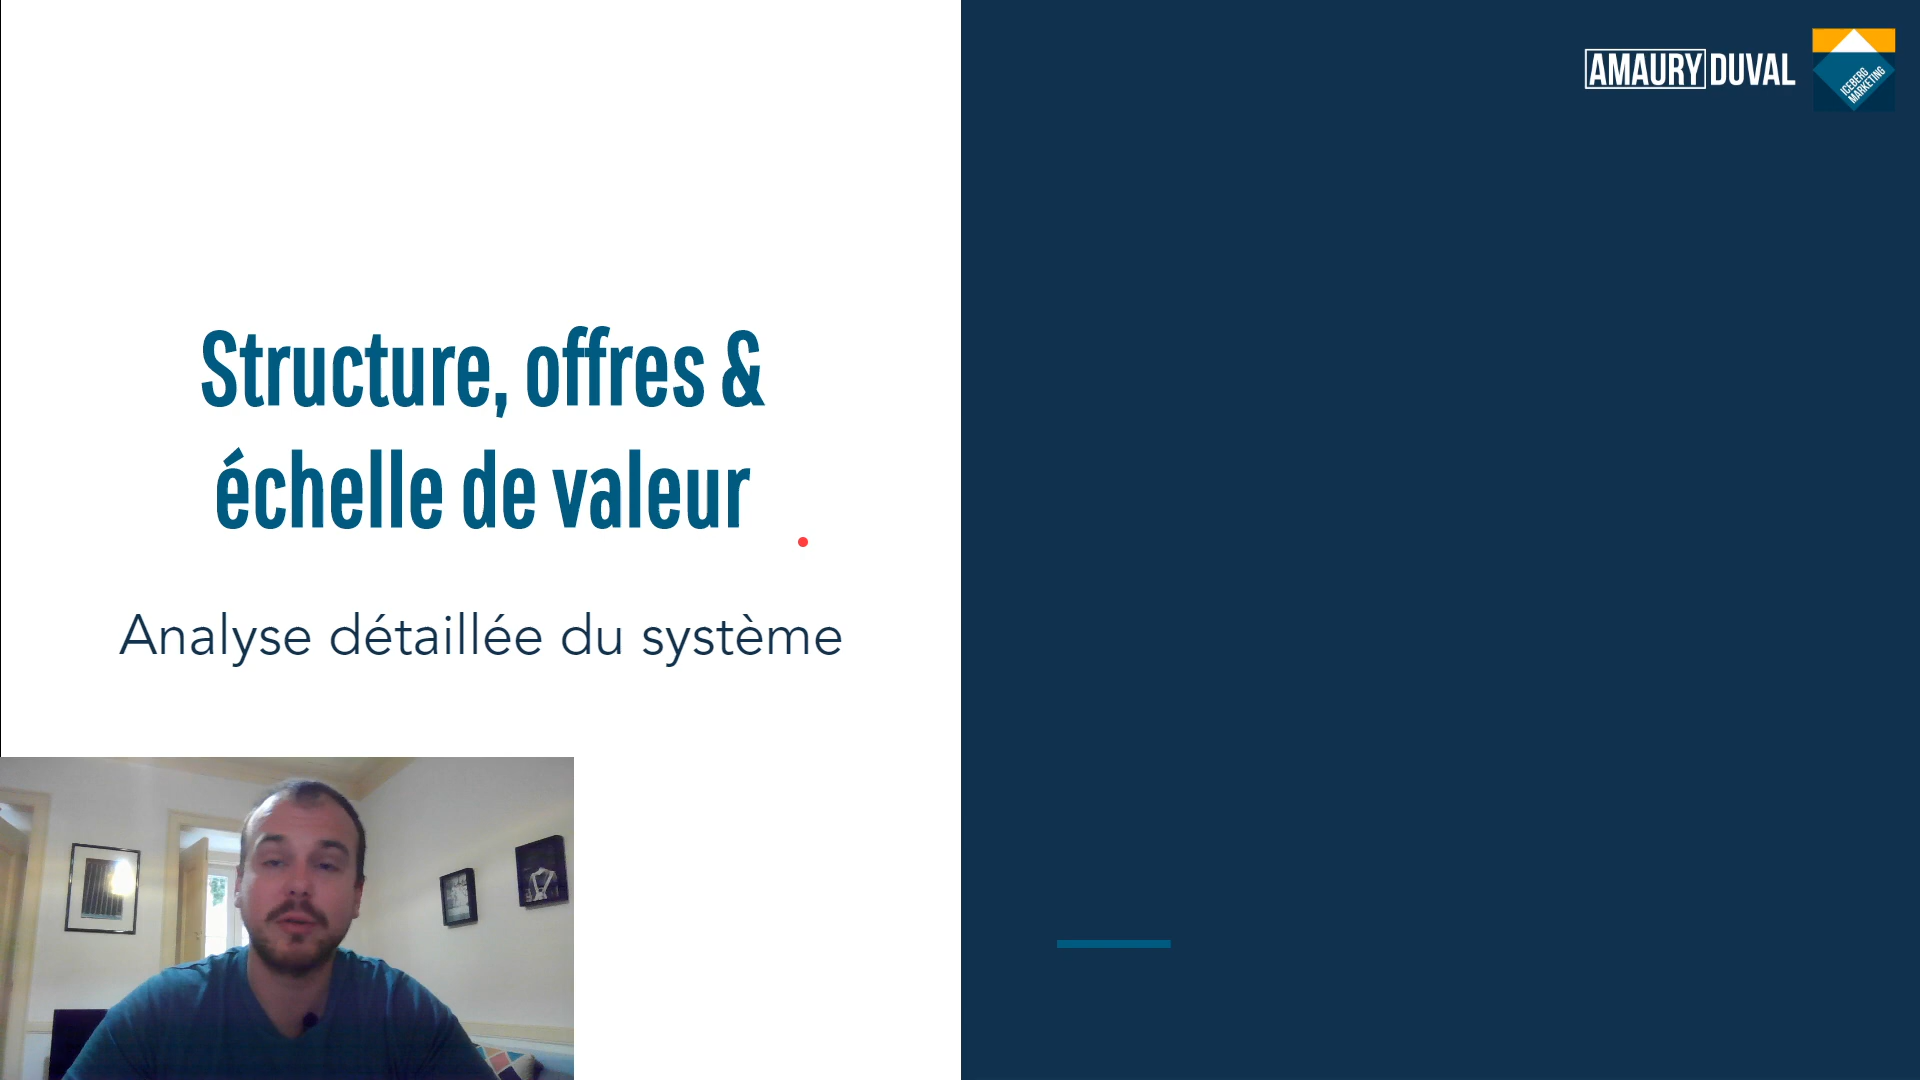 AMAURY DUVAL
ICEBERG
MARKETING
Structure, offres &
échelle de valeur
Analyse détaillée du système